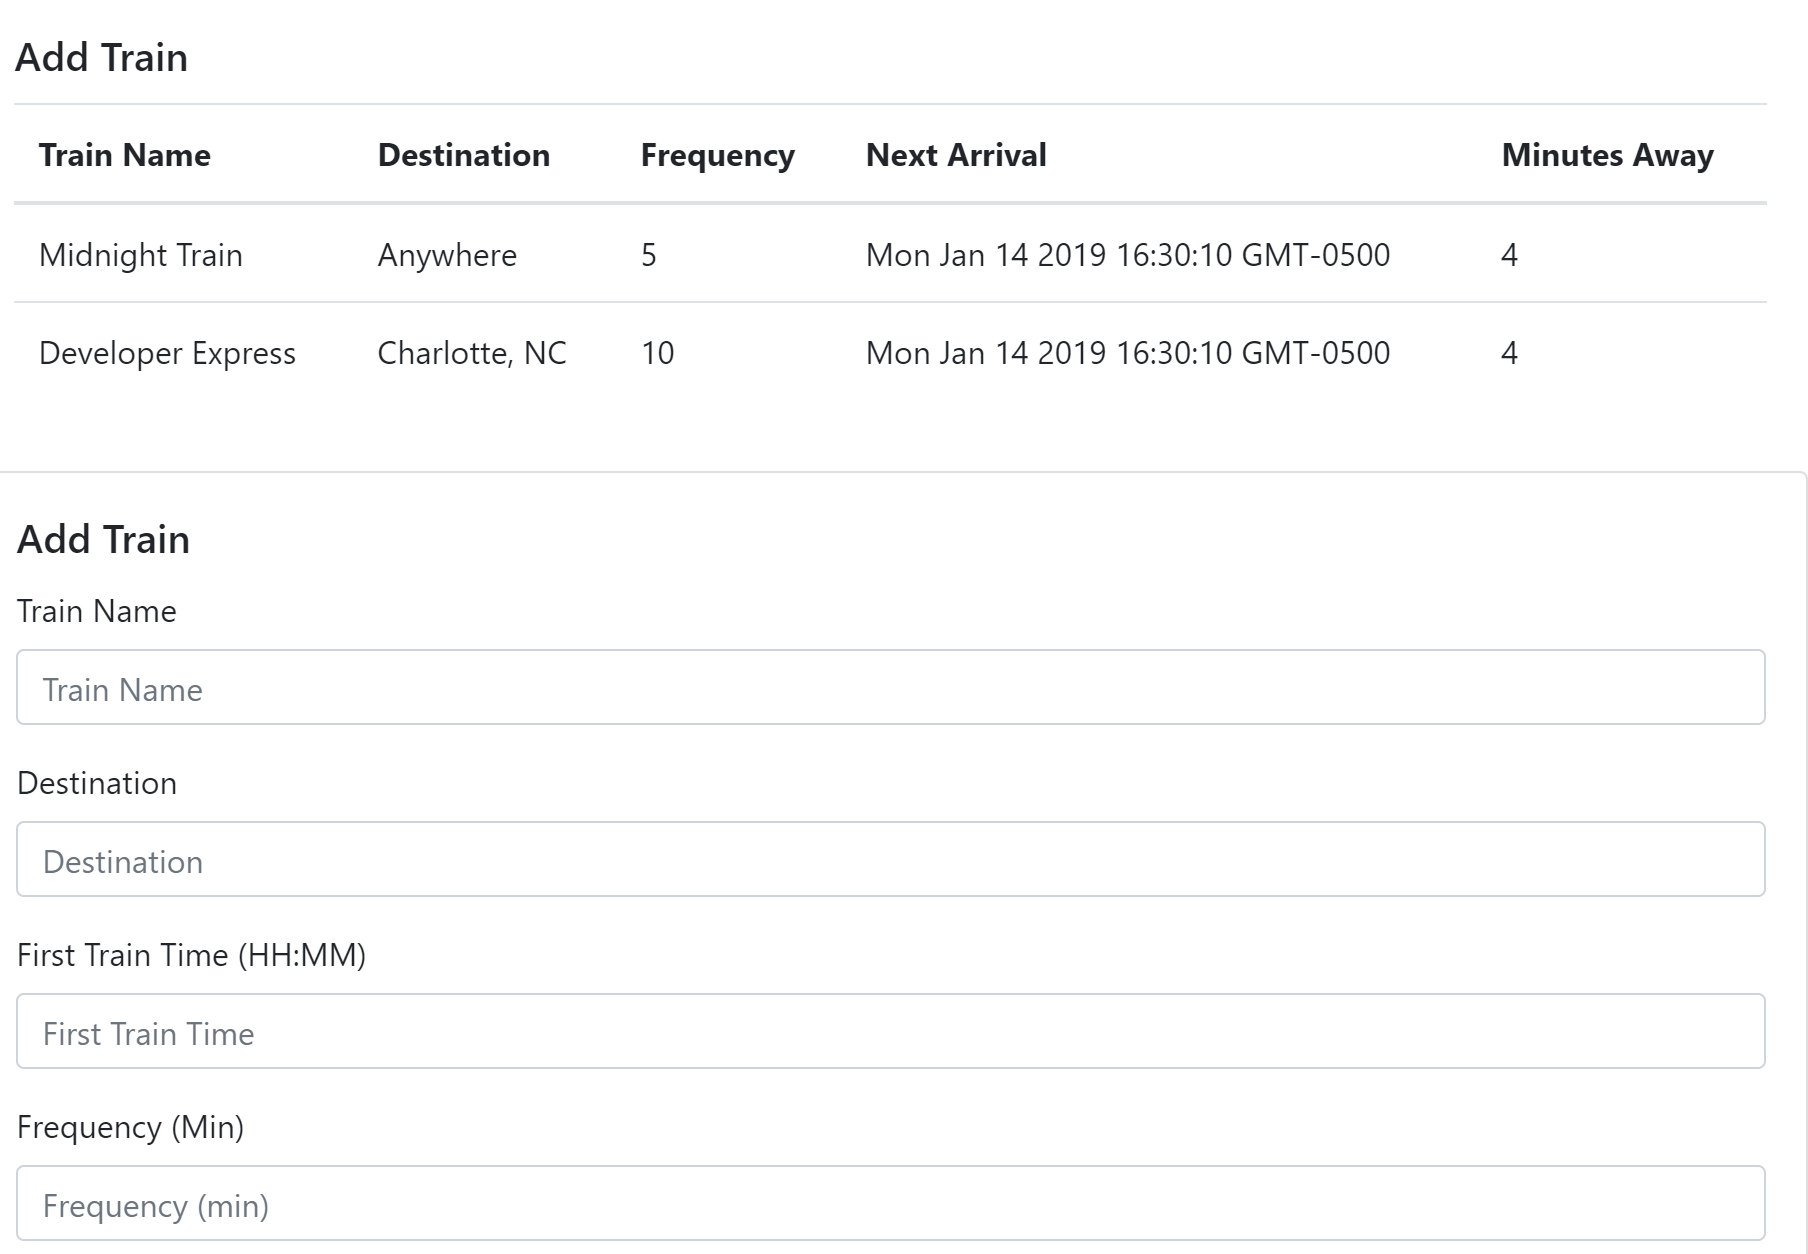 Add Train
Train Name Destination Frequency Next Arrival Minutes Away
Midnight Train Anywhere 5 Mon Jan 14 2019 16:30:10 GMT-0500 4
Developer Express Charlotte, NC 10 Mon Jan 14 2019 16:30:10 GMT-0500 4
Add Train
Train Name
Train Name
Destination
Destination
First Train Time (HH:MM)
First Train Time
Frequency (Min)
Frequency (min)